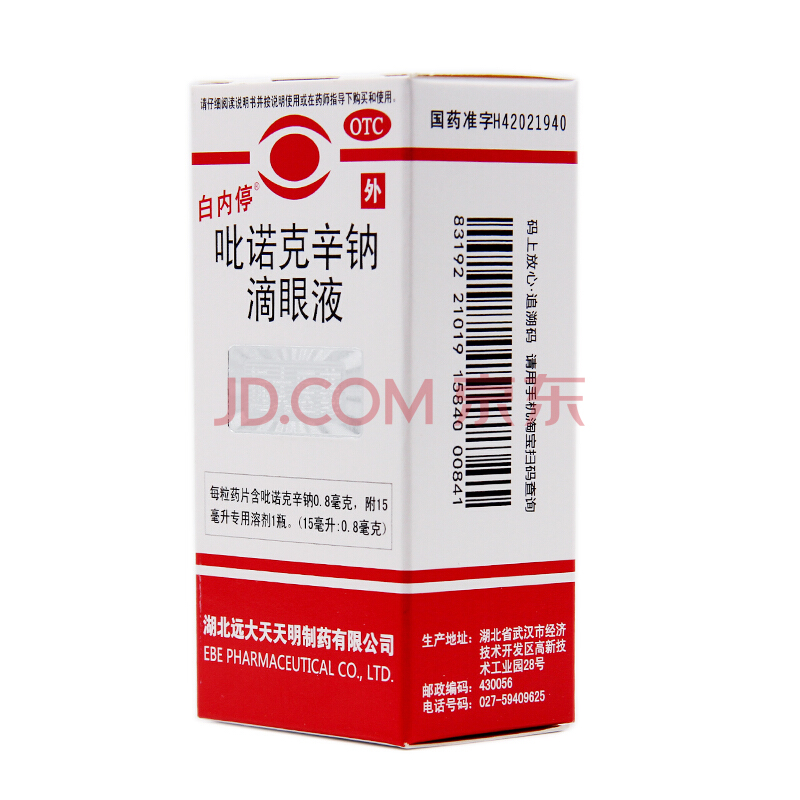 请仔细阅读说明书并按说明使用或在药师指导下购买和使用。
OTC
白内停®
外
吡诺克辛钠
滴眼液
JD.COM 京东
每粒药片含吡诺克辛钠0.8毫克，附15
毫升专用溶剂1瓶。(15毫升:0.8毫克)
湖北远大天天明制药有限公司
EBE PHARMACEUTICAL CO., LTD.
国药准字H42021940
码上放心·追溯码 请用手机淘宝扫码查询
83192 21019 15840 00841
生产地址：湖北省武汉市经济
技术开发区高新技
术工业园28号
邮政编码：430056
电话号码：027-59409625